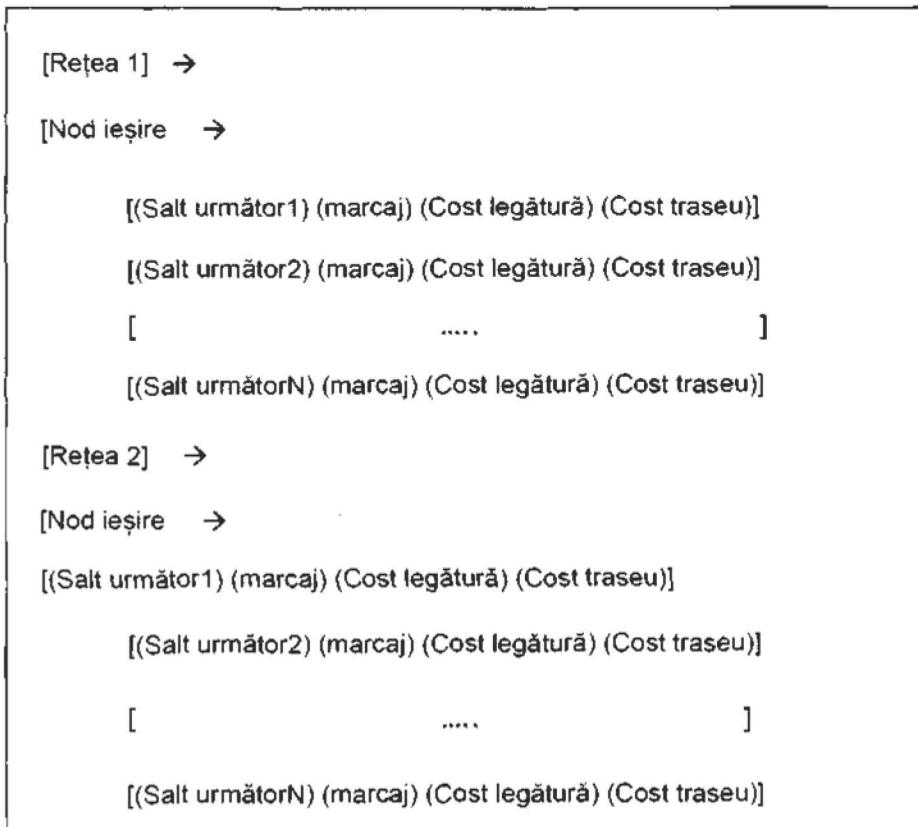 [Rețea 1] →
[Nod ieșire →
[(Salt următor1) (marcaj) (Cost legătură) (Cost traseu)]
[(Salt următor2) (marcaj) (Cost legătură) (Cost traseu)]
[ ..... ]
[(Salt următorN) (marcaj) (Cost legătură) (Cost traseu)]
[Rețea 2] →
[Nod ieșire →
[(Salt următor1) (marcaj) (Cost legătură) (Cost traseu)]
[(Salt următor2) (marcaj) (Cost legătură) (Cost traseu)]
[ ..... ]
[(Salt următorN) (marcaj) (Cost legătură) (Cost traseu)]